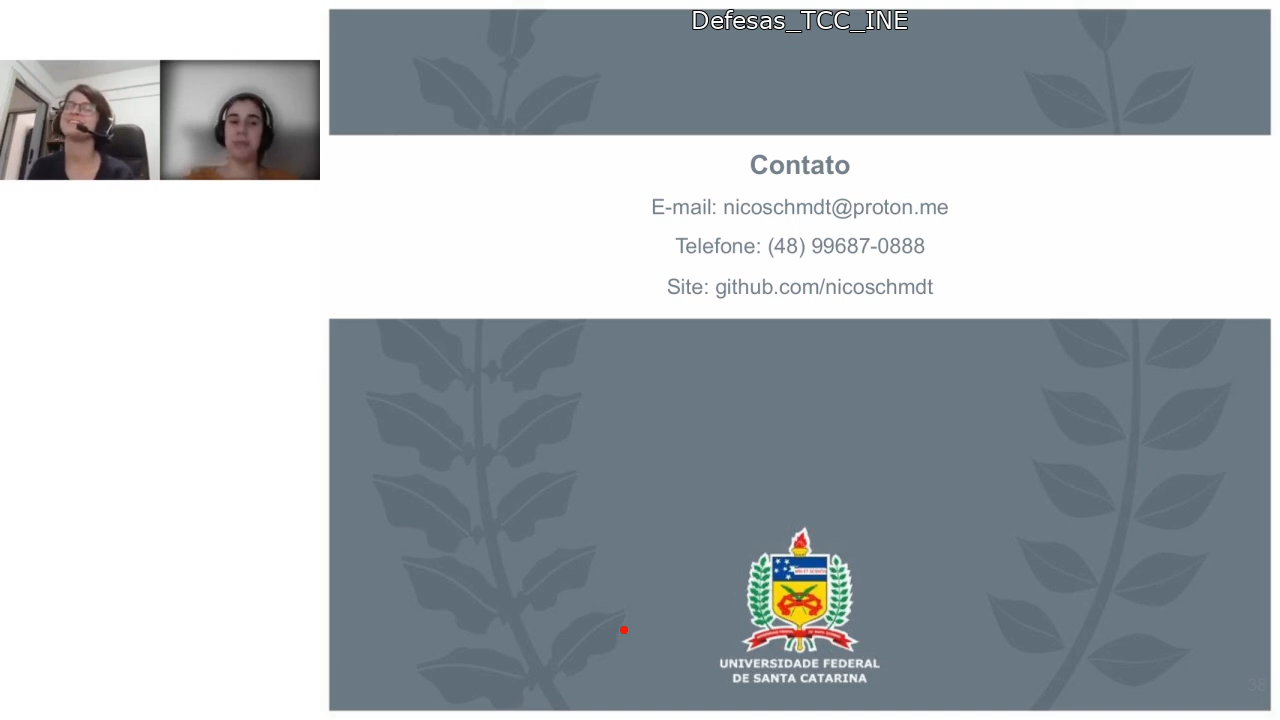 Defesas_TCC_INE
Contato
E-mail: nicoschmdt@proton.me
Telefone: (48) 99687-0888
Site: github.com/nicoschmdt
UNIVERSIDADE FEDERAL
DE SANTA CATARINA
38